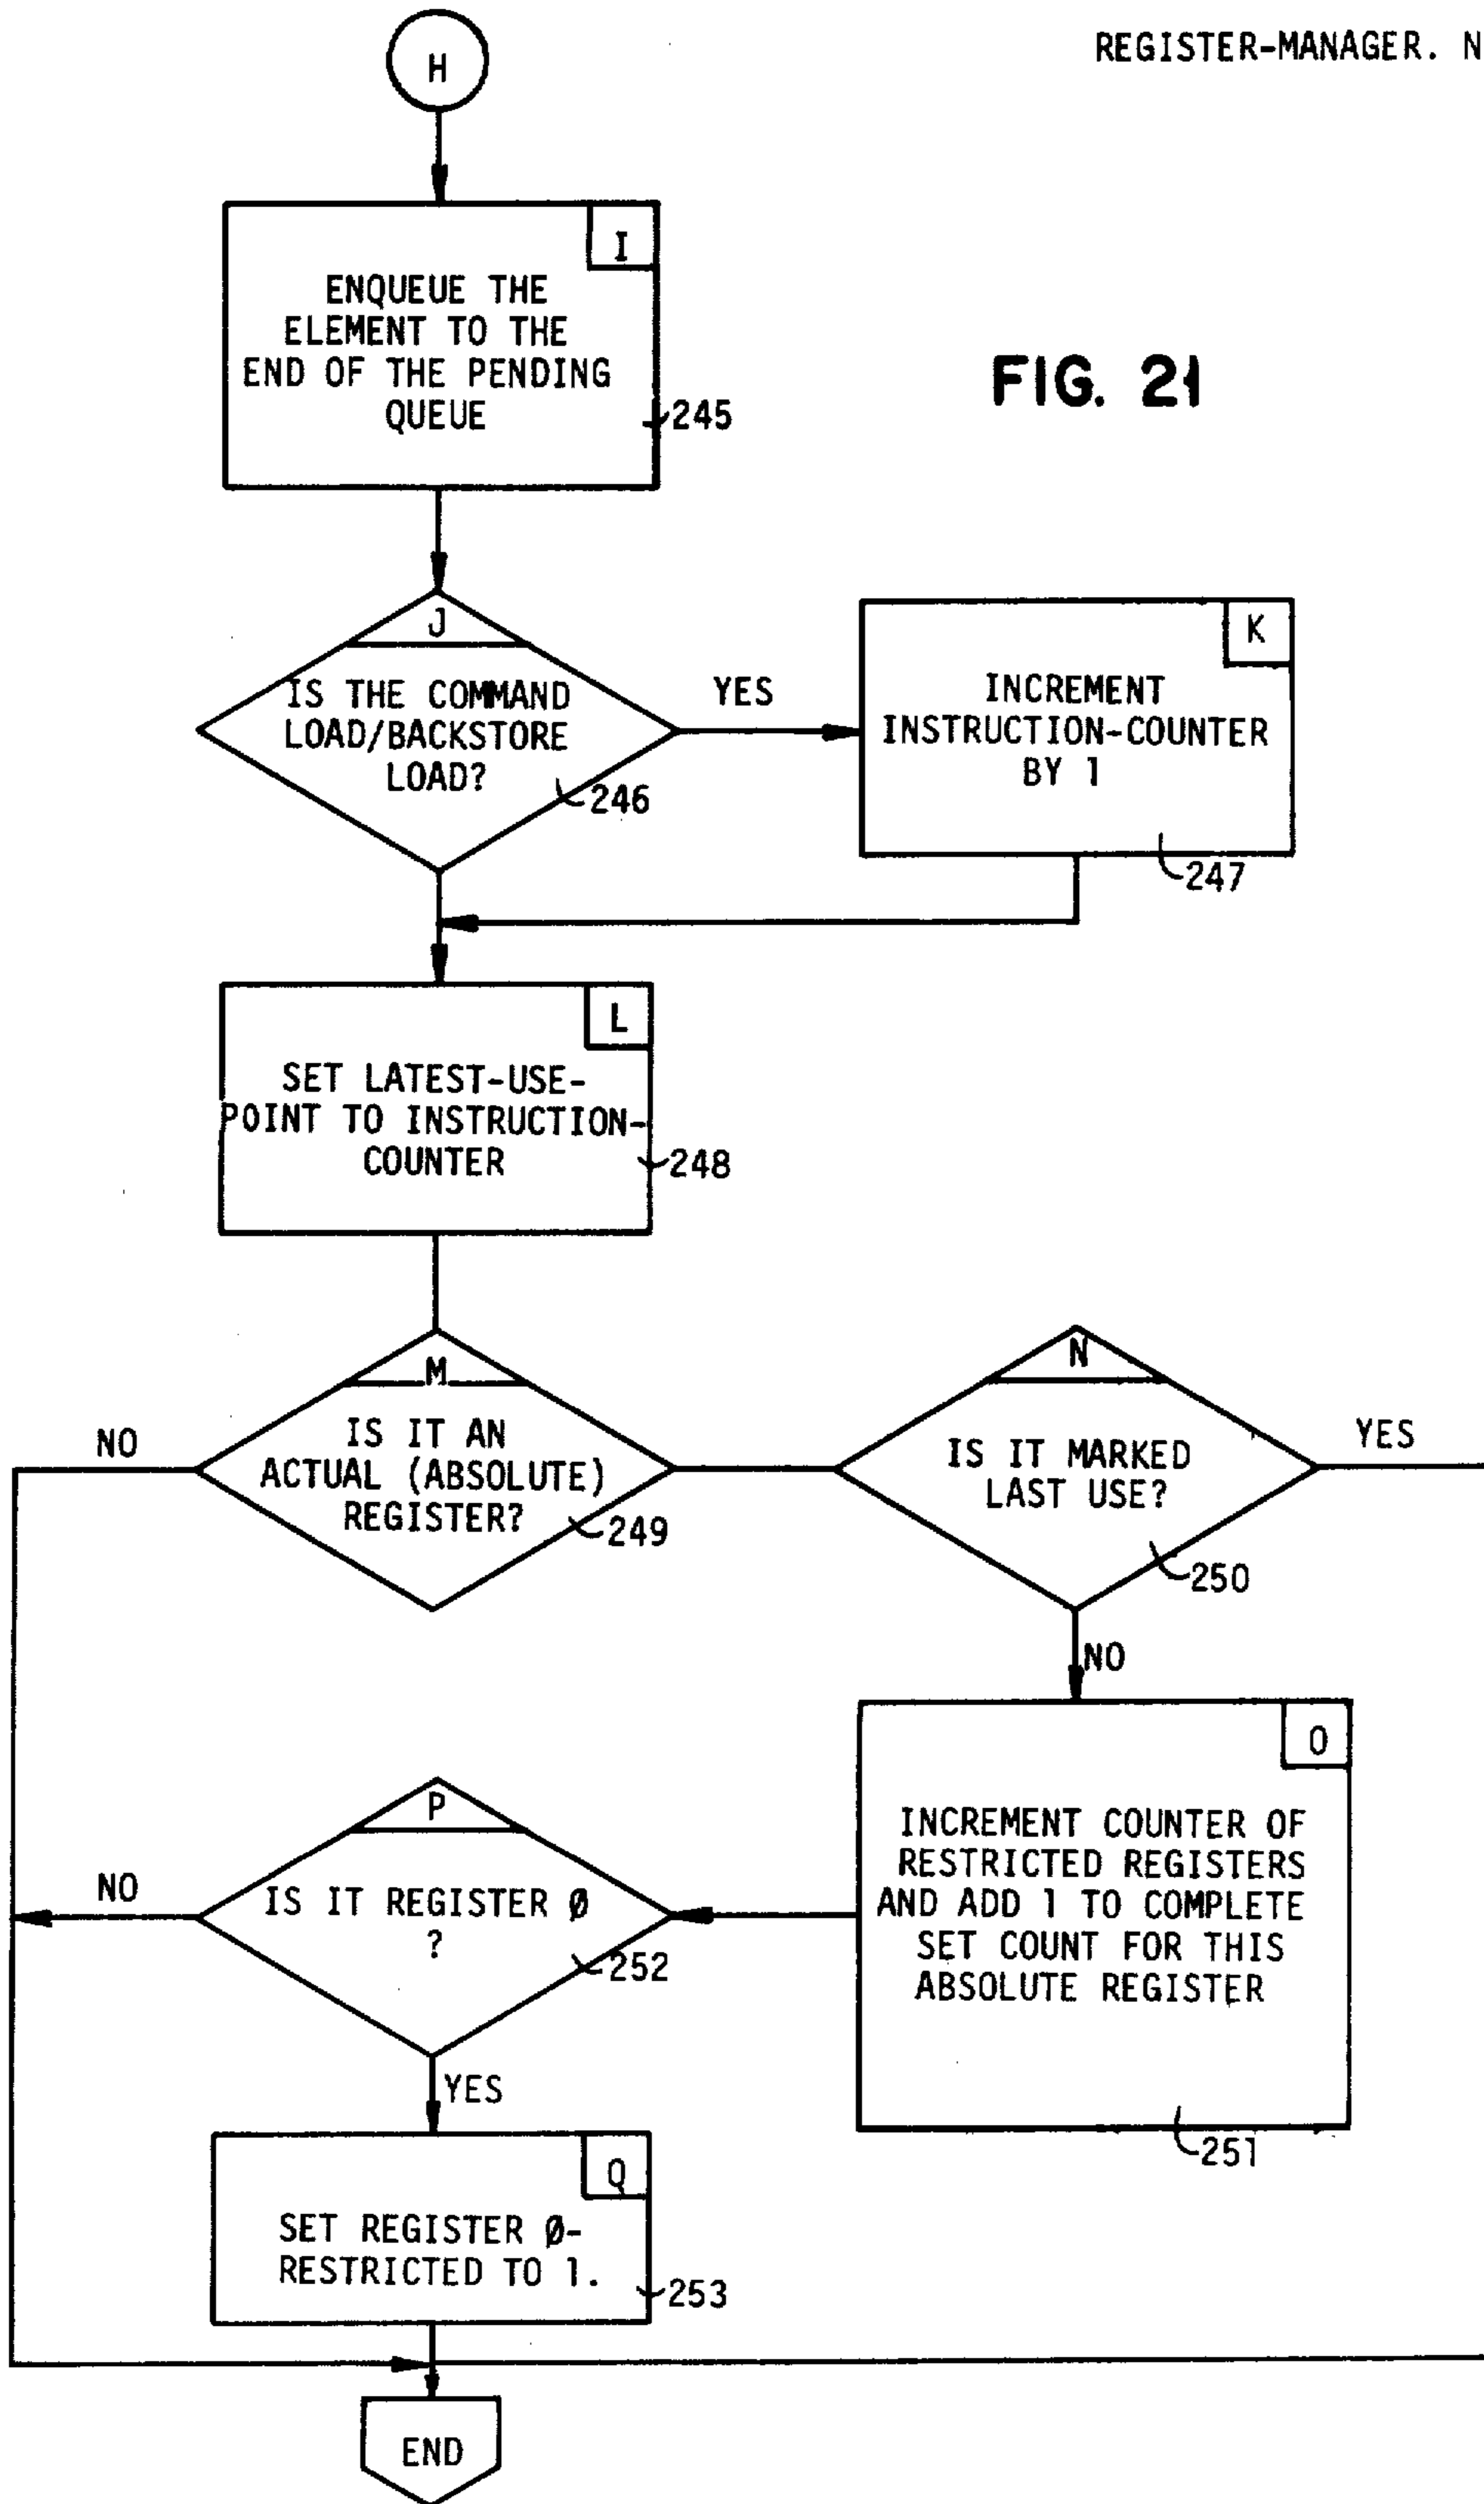 REGISTER-MANAGER. N
H
I
ENQUEUE THE
ELEMENT TO THE
END OF THE PENDING
QUEUE
245
FIG. 21
J
IS THE COMMAND
LOAD/BACKSTORE
LOAD?
246
YES
K
INCREMENT
INSTRUCTION-COUNTER
BY 1
247
L
SET LATEST-USE-
POINT TO INSTRUCTION-
COUNTER
248
M
IS IT AN
ACTUAL (ABSOLUTE)
REGISTER?
249
NO
N
IS IT MARKED
LAST USE?
250
YES
NO
O
INCREMENT COUNTER OF
RESTRICTED REGISTERS
AND ADD 1 TO COMPLETE
SET COUNT FOR THIS
ABSOLUTE REGISTER
251
P
IS IT REGISTER Ø
?
252
NO
YES
Q
SET REGISTER Ø-
RESTRICTED TO 1.
253
END